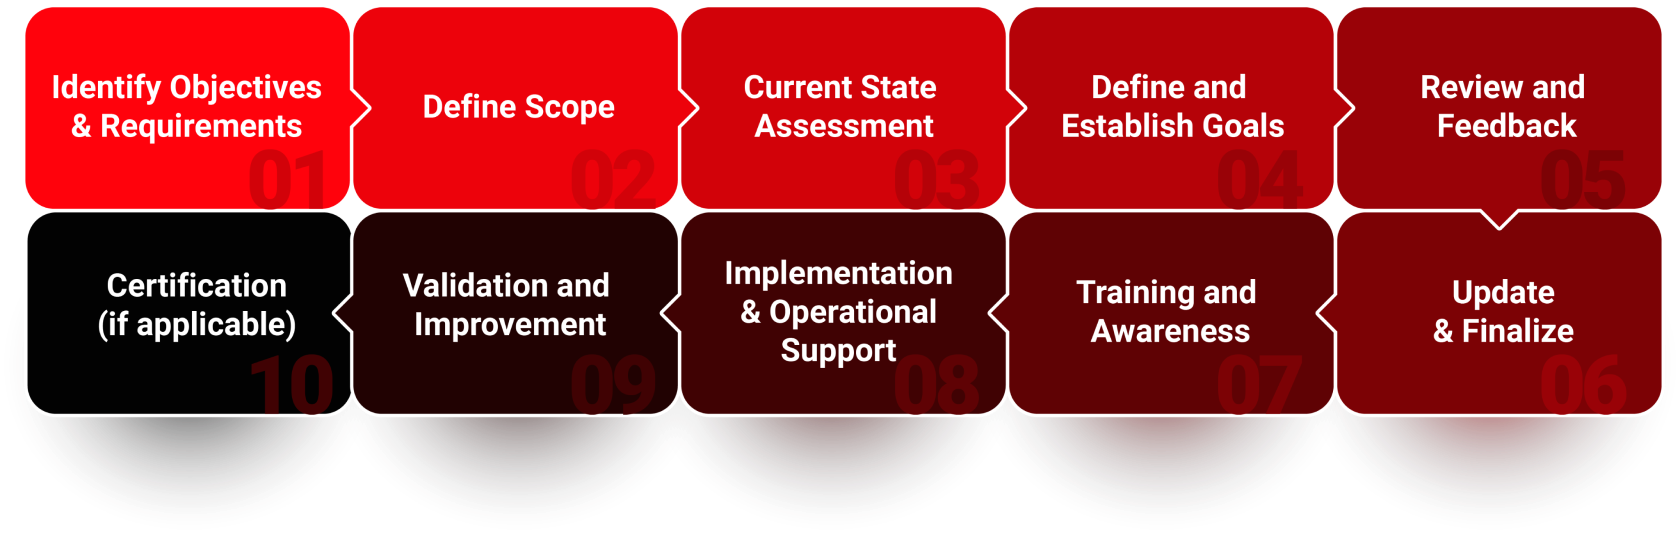 Identify Objectives
& Requirements
01
Define Scope
02
Current State
Assessment
03
Define and
Establish Goals
04
Review and
Feedback
05
Update
& Finalize
06
Training and
Awareness
07
Implementation
& Operational
Support
08
Validation and
Improvement
09
Certification
(if applicable)
10